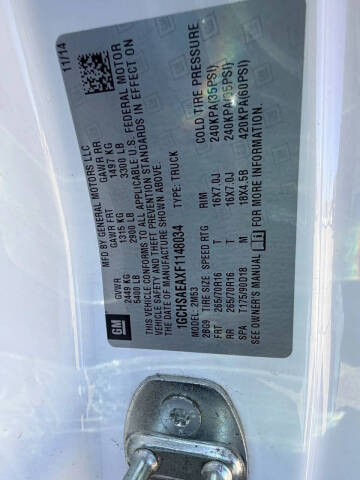 GM
MFD BY GENERAL MOTORS LLC 11/14
GVWR GAWR FRT GAWR RR
2449 KG 1315 KG 1497 KG
5400 LB 2900 LB 3300 LB
THIS VEHICLE CONFORMS TO ALL APPLICABLE U.S. FEDERAL MOTOR
VEHICLE SAFETY AND THEFT PREVENTION STANDARDS IN EFFECT ON
THE DATE OF MANUFACTURE SHOWN ABOVE.
1GCHSAEAXF1148034 TYPE: TRUCK
MODEL: 2M53
2BG9 TIRE SIZE SPEED RTG RIM COLD TIRE PRESSURE
FRT 265/70R16 T 16X7.0J 240KPA(35PSI)
RR 265/70R16 T 16X7.0J 240KPA(35PSI)
SPA T175/90D18 M 18X4.5B 420KPA(60PSI)
SEE OWNER'S MANUAL FOR MORE INFORMATION.